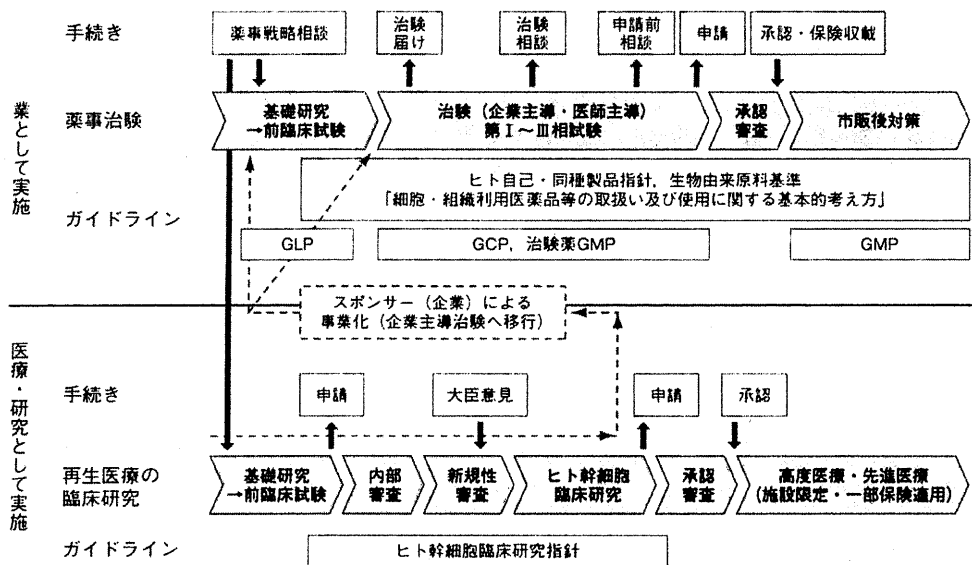 手続き
薬事戦略相談
治験
届け
治験
相談
申請前
相談
申請
承認・保険収載
業として実施
薬事治験
基礎研究
→前臨床試験
治験(企業主導・医師主導)
第Ⅰ~Ⅲ相試験
承認
審査
市販後対策
ガイドライン
ヒト自己・同種製品指針,生物由来原料基準
「細胞・組織利用医薬品等の取扱い及び使用に関する基本的考え方」
GLP
GCP,治験薬GMP
GMP
スポンサー(企業)による
事業化(企業主導治験へ移行)
医療・研究として実施
手続き
申請
大臣意見
申請
承認
再生医療の
臨床研究
基礎研究
→前臨床試験
内部
審査
新規性
審査
ヒト幹細胞
臨床研究
承認
審査
高度医療・先進医療
(施設限定・一部保険適用)
ガイドライン
ヒト幹細胞臨床研究指針